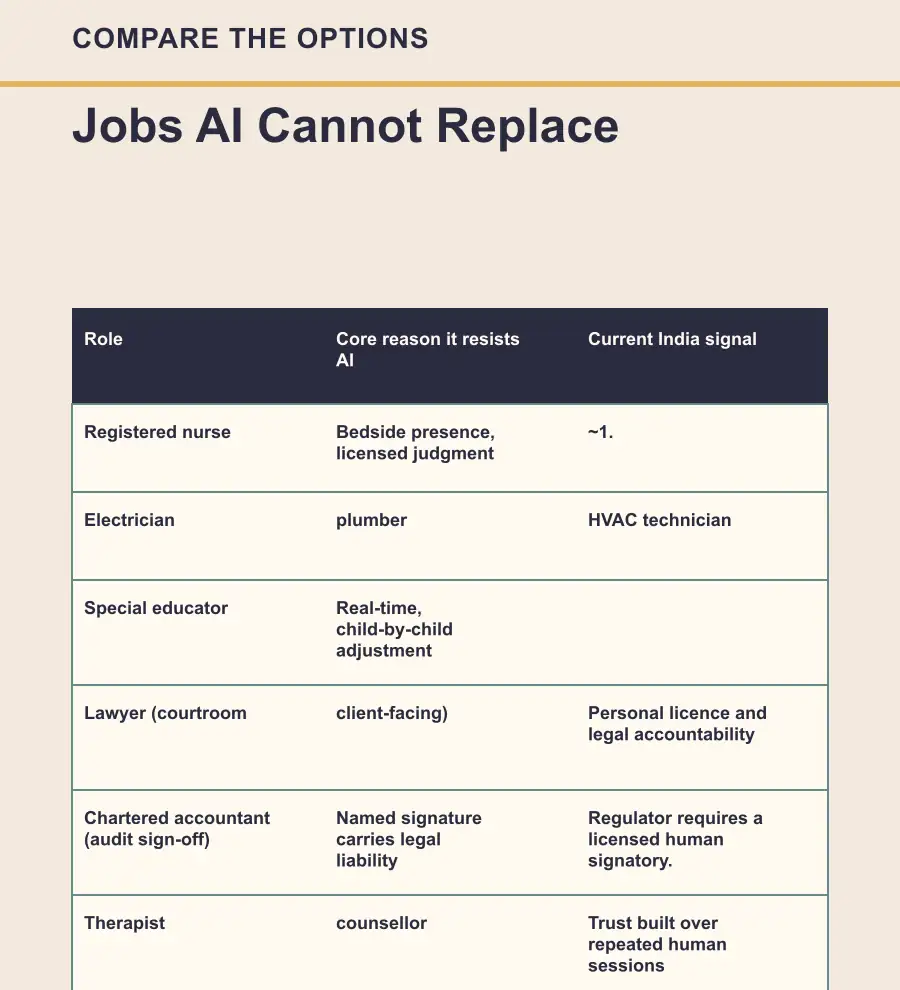 COMPARE THE OPTIONS
Jobs AI Cannot Replace
Role
Core reason it resists
AI
Current India signal
Registered nurse
Bedside presence,
licensed judgment
~1.
Electrician
plumber
HVAC technician
Special educator
Real-time,
child-by-child
adjustment
Lawyer (courtroom
client-facing)
Personal licence and
legal accountability
Chartered accountant
(audit sign-off)
Named signature
carries legal
liability
Regulator requires a
licensed human
signatory.
Therapist
counsellor
Trust built over
repeated human
sessions